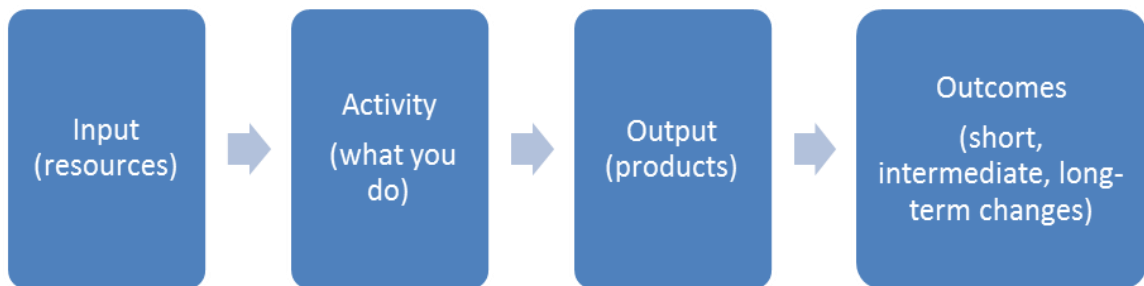 Input
(resources)
Activity
(what you
do)
Output
(products)
Outcomes
(short,
intermediate, long-
term changes)